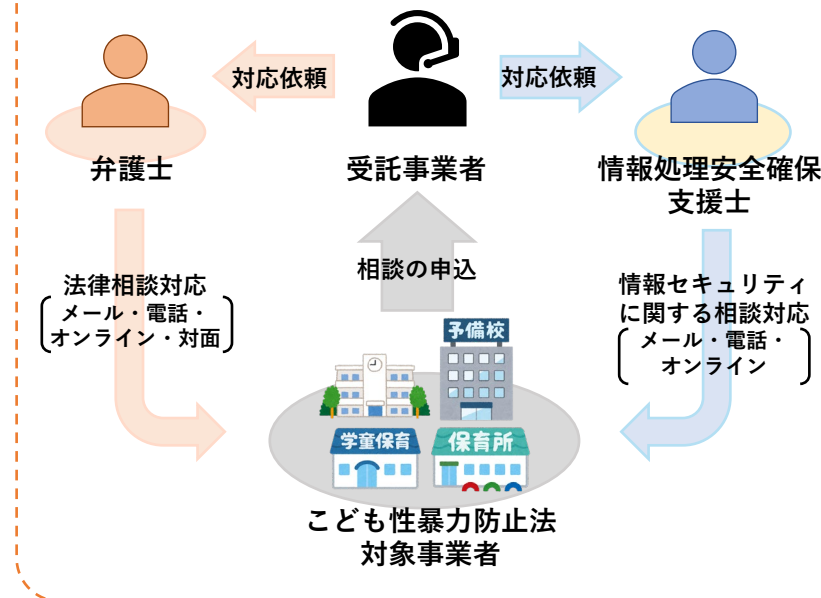 対応依頼
対応依頼
弁護士
受託事業者
情報処理安全確保
支援士
相談の申込
法律相談対応
メール・電話・
オンライン・対面
情報セキュリティ
に関する相談対応
メール・電話・
オンライン
予備校
学童保育
保育所
こども性暴力防止法
対象事業者